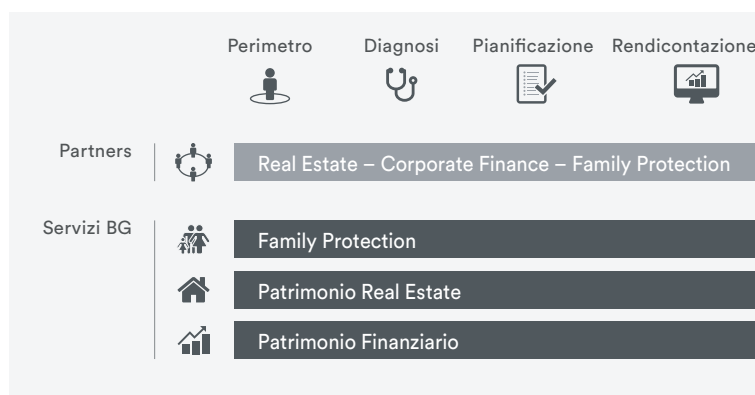 Perimetro Diagnosi Pianificazione Rendicontazione
Partners
Real Estate – Corporate Finance – Family Protection
Servizi BG
Family Protection
Patrimonio Real Estate
Patrimonio Finanziario